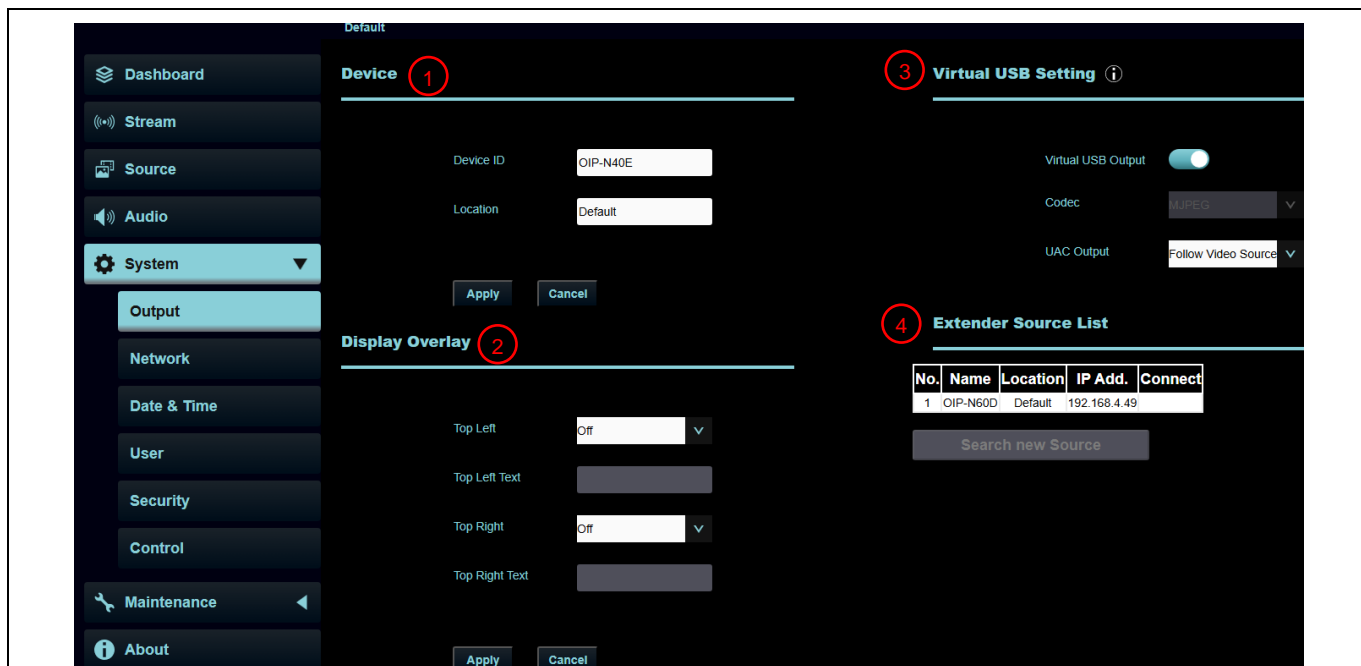 Default
Dashboard
Stream
Source
Audio
System
Output
Network
Date & Time
User
Security
Control
Maintenance
About
Device 1
Device ID OIP-N40E
Location Default
Apply Cancel
Display Overlay 2
Top Left Off
Top Left Text
Top Right Off
Top Right Text
Apply Cancel
3 Virtual USB Setting
Virtual USB Output
Codec MJPEG
UAC Output Follow Video Source
4 Extender Source List
No. Name Location IP Add. Connect
1 OIP-N60D Default 192.168.4.49
Search new Source